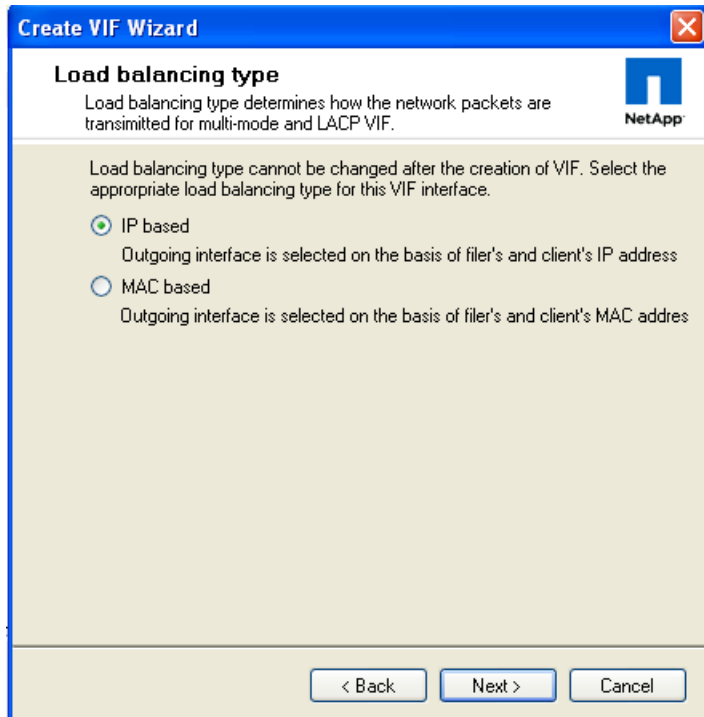 Create VIF Wizard
Load balancing type
Load balancing type determines how the network packets are
transimitted for multi-mode and LACP VIF.
NetApp
Load balancing type cannot be changed after the creation of VIF. Select the
approrpriate load balancing type for this VIF interface.
IP based
Outgoing interface is selected on the basis of filer's and client's IP address
MAC based
Outgoing interface is selected on the basis of filer's and client's MAC addres
< Back
Next >
Cancel